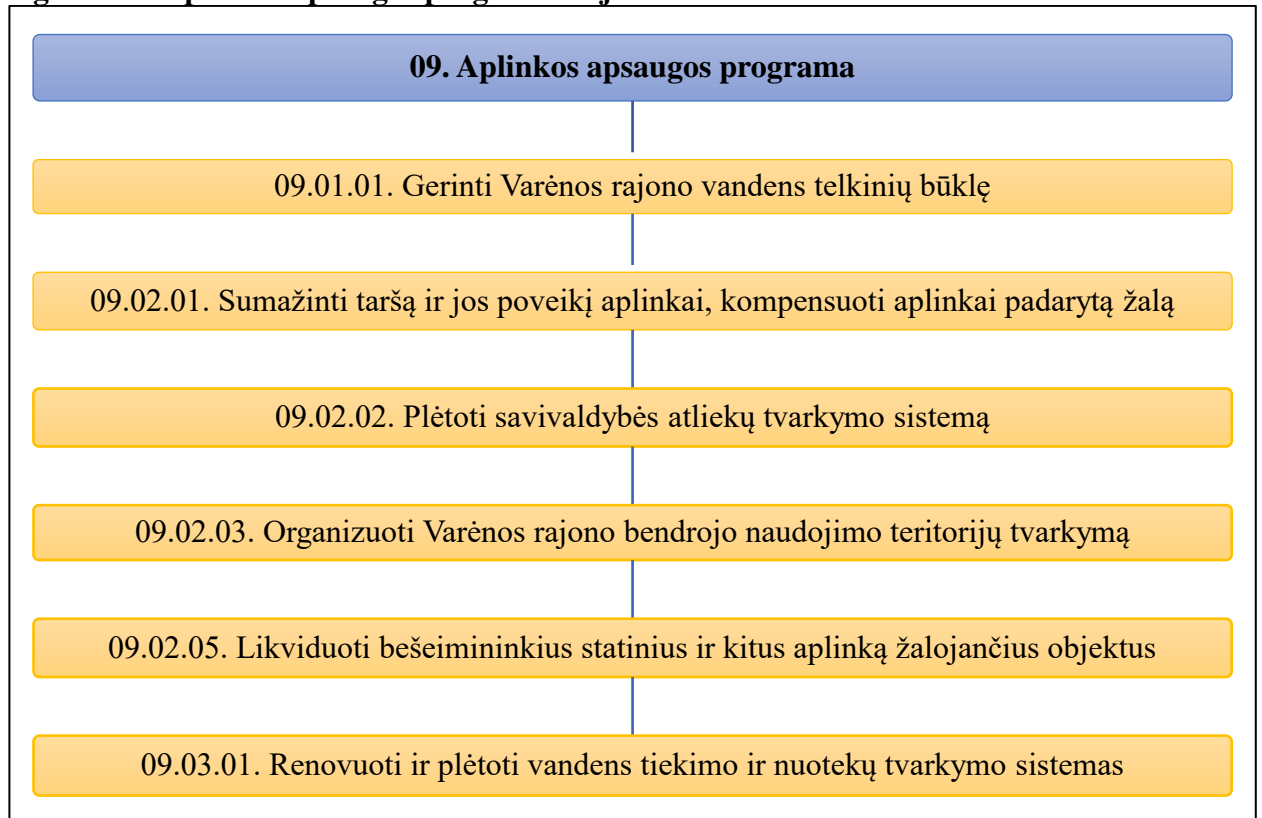 09. Aplinkos apsaugos programa
09.01.01. Gerinti Varėnos rajono vandens telkinių būklę
09.02.01. Sumažinti taršą ir jos poveikį aplinkai, kompensuoti aplinkai padarytą žalą
09.02.02. Plėtoti savivaldybės atliekų tvarkymo sistemą
09.02.03. Organizuoti Varėnos rajono bendrojo naudojimo teritorijų tvarkymą
09.02.05. Likviduoti bešeimininkius statinius ir kitus aplinką žalojančius objektus
09.03.01. Renovuoti ir plėtoti vandens tiekimo ir nuotekų tvarkymo sistemas